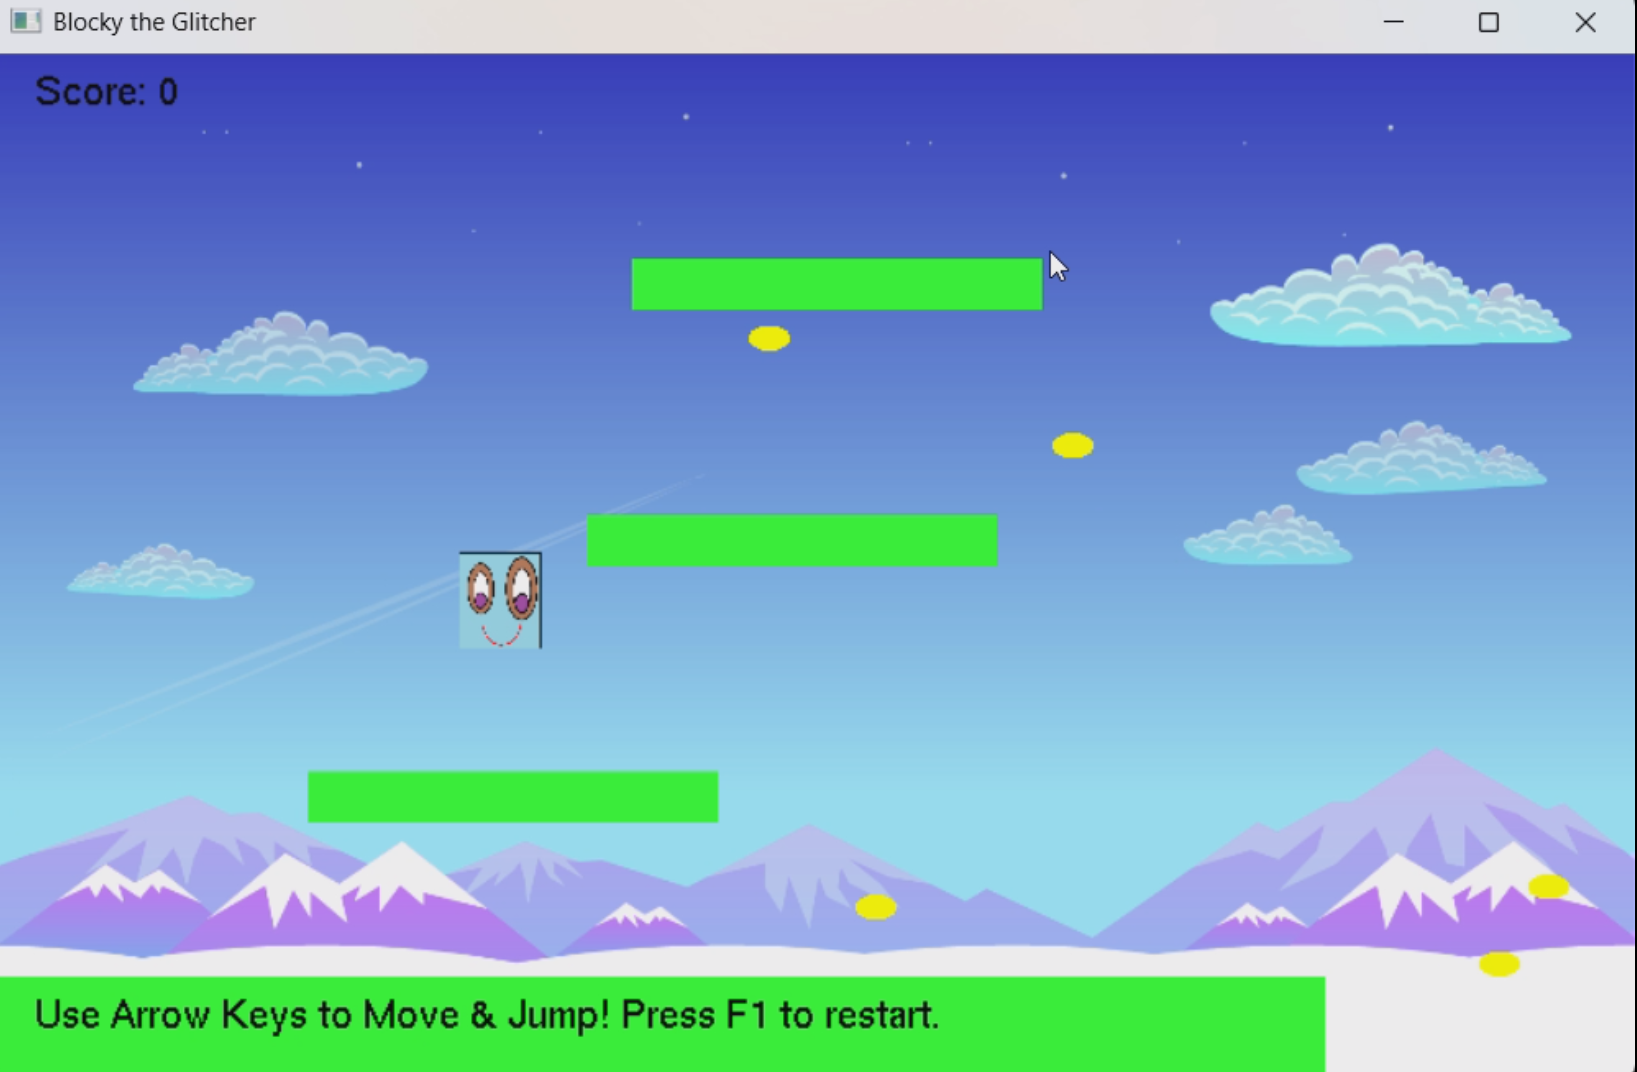 Blocky the Glitcher
Score: 0
Use Arrow Keys to Move & Jump! Press F1 to restart.